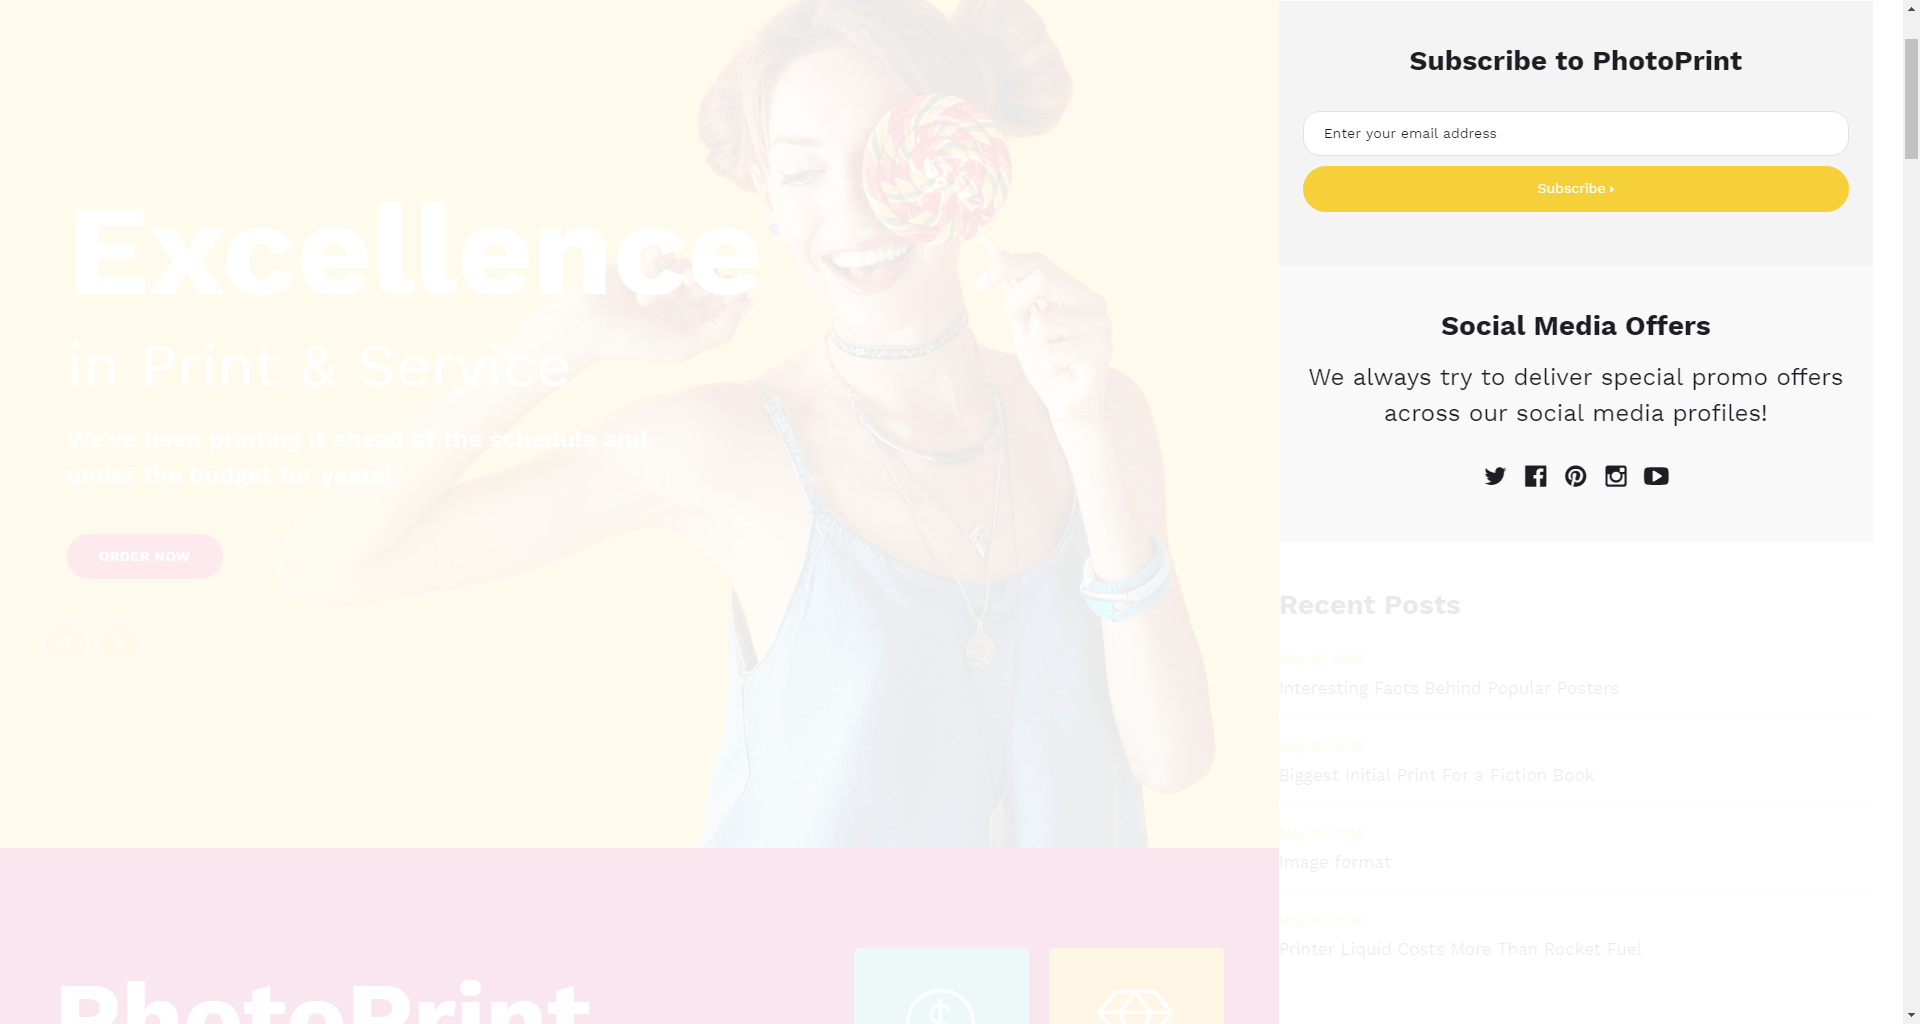 Excellence
in Print & Service
We've been printing it ahead of the schedule and
under the budget for years!
ORDER NOW
PhotoPrint
Subscribe to PhotoPrint
Enter your email address
Subscribe
Social Media Offers
We always try to deliver special promo offers
across our social media profiles!
Recent Posts
May 16, 2016
Interesting Facts Behind Popular Posters
May 16, 2016
Biggest Initial Print For a Fiction Book
May 16, 2016
Image format
May 16, 2016
Printer Liquid Costs More Than Rocket Fuel